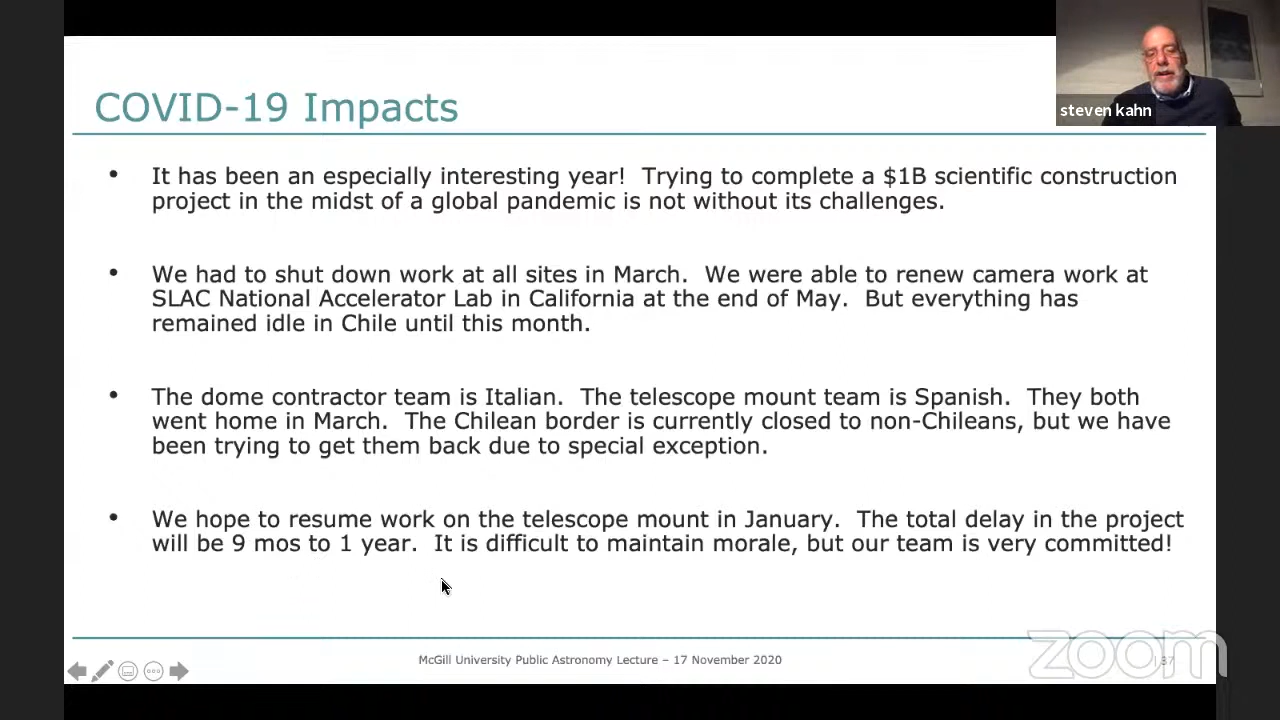 steven kahn
COVID-19 Impacts
• It has been an especially interesting year!  Trying to complete a $1B scientific construction
project in the midst of a global pandemic is not without its challenges.
• We had to shut down work at all sites in March.  We were able to renew camera work at
SLAC National Accelerator Lab in California at the end of May.  But everything has
remained idle in Chile until this month.
• The dome contractor team is Italian.  The telescope mount team is Spanish.  They both
went home in March.  The Chilean border is currently closed to non-Chileans, but we have
been trying to get them back due to special exception.
• We hope to resume work on the telescope mount in January.  The total delay in the project
will be 9 mos to 1 year.  It is difficult to maintain morale, but our team is very committed!
McGill University Public Astronomy Lecture – 17 November 2020
| 37
zoom